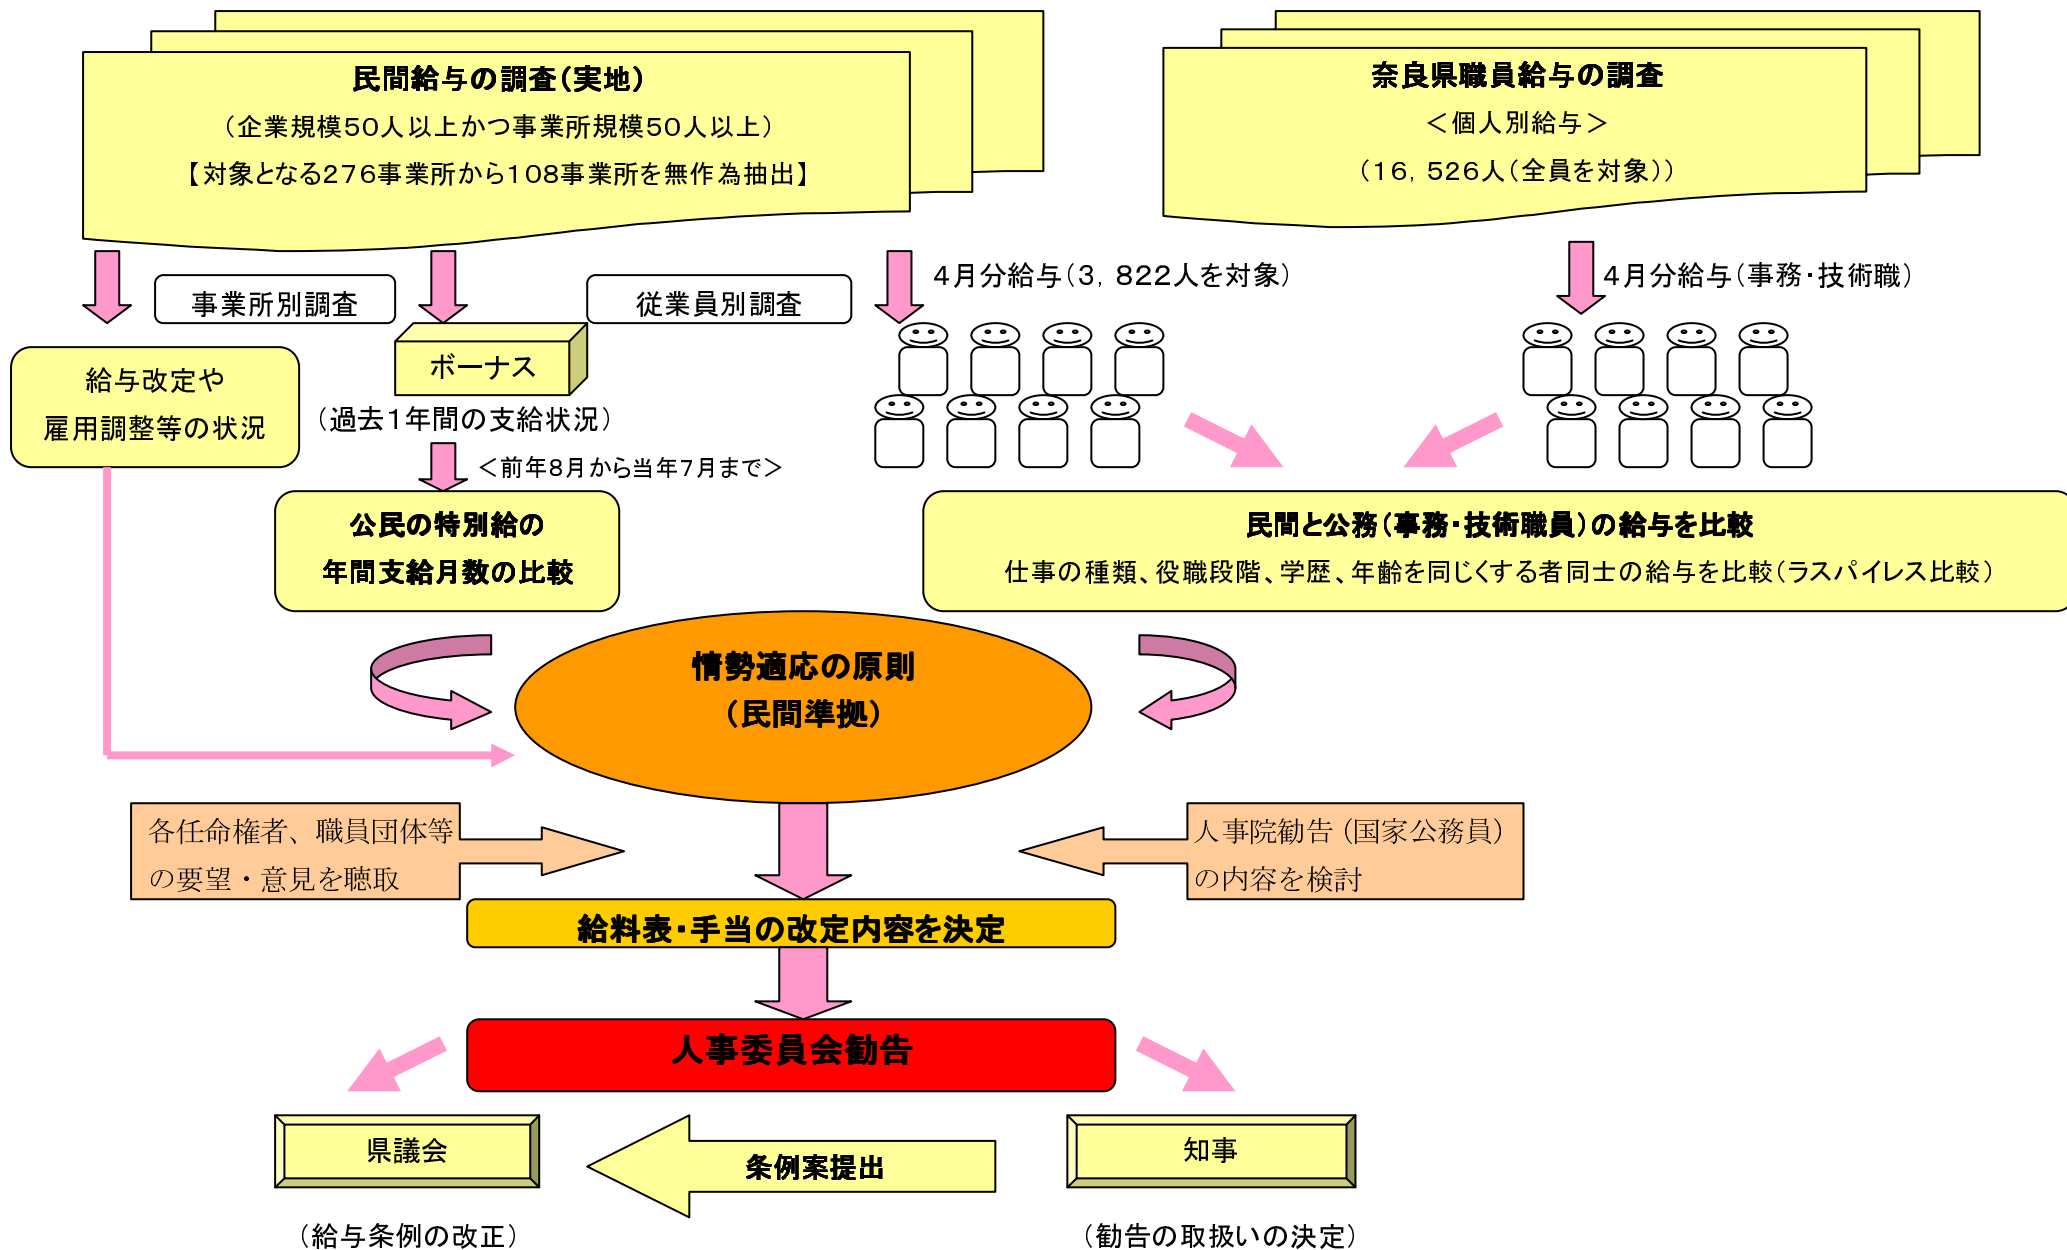 民間給与の調査（実地）
（企業規模５０人以上かつ事業所規模５０人以上）
【対象となる２７６事業所から１０８事業所を無作為抽出】
奈良県職員給与の調査
＜個人別給与＞
（１６，５２６人（全員を対象））
事業所別調査
従業員別調査
４月分給与（３，８２２人を対象）
４月分給与（事務・技術職）
給与改定や
雇用調整等の状況
ボーナス
（過去１年間の支給状況）
＜前年８月から当年７月まで＞
公民の特別給の
年間支給月数の比較
民間と公務（事務・技術職員）の給与を比較
仕事の種類、役職段階、学歴、年齢を同じくする者同士の給与を比較（ラスパイレス比較）
情勢適応の原則
（民間準拠）
各任命権者、職員団体等
の要望・意見を聴取
人事院勧告（国家公務員）
の内容を検討
給料表・手当の改定内容を決定
人事委員会勧告
県議会
条例案提出
知事
（給与条例の改正）
（勧告の取扱いの決定）